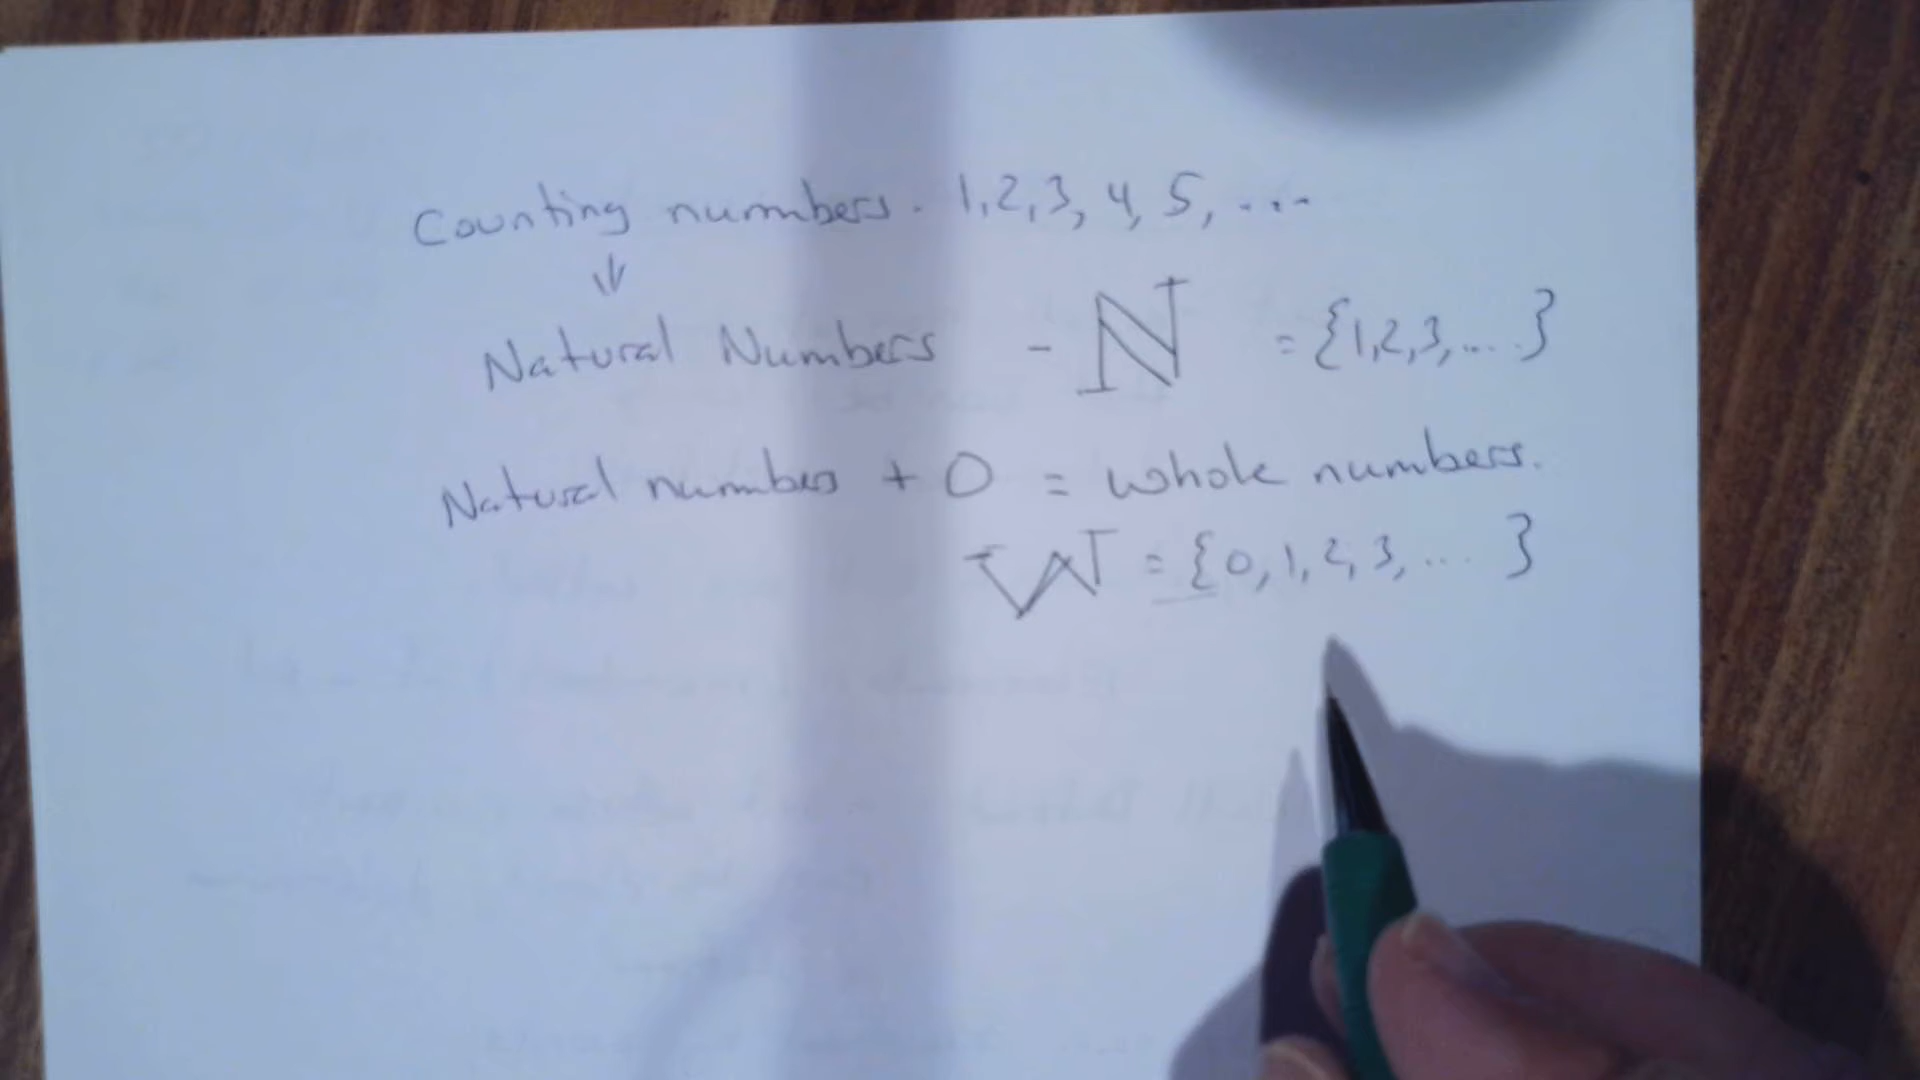 Counting numbers. 1,2,3, 4, 5, ....
⇓
Natural Numbers - ℕ = {1,2,3,....}
Natural numbers + 0 = whole numbers.
𝕎 = {0,1,2,3,... }